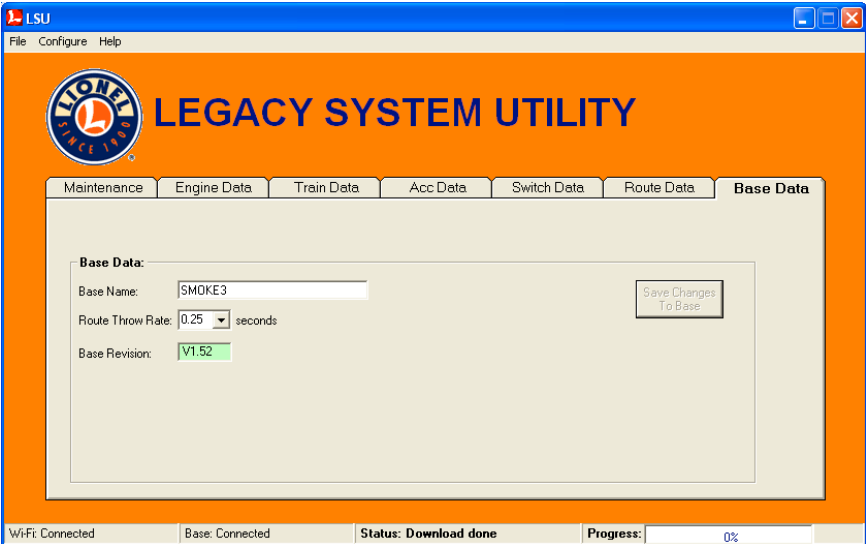 LSU
File Configure Help
LIONEL
L
SINCE 1900
®
LEGACY SYSTEM UTILITY
Maintenance Engine Data Train Data Acc Data Switch Data Route Data Base Data
Base Data:
Base Name: SMOKE3
Save Changes
To Base
Route Throw Rate: 0.25 seconds
Base Revision: V1.52
Wi-Fi: Connected Base: Connected Status: Download done Progress: 0%